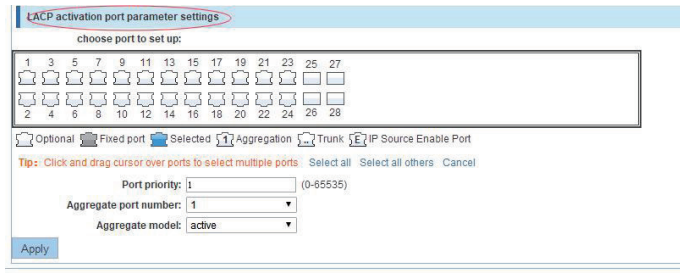 LACP activation port parameter settings
choose port to set up:
1 3 5 7 9 11 13 15 17 19 21 23 25 27
2 4 6 8 10 12 14 16 18 20 22 24 26 28
Optional Fixed port Selected 1 Aggregation ... Trunk E IP Source Enable Port
Tip: Click and drag cursor over ports to select multiple ports Select all Select all others Cancel
Port priority: 1 (0-65535)
Aggregate port number: 1
Aggregate model: active
Apply